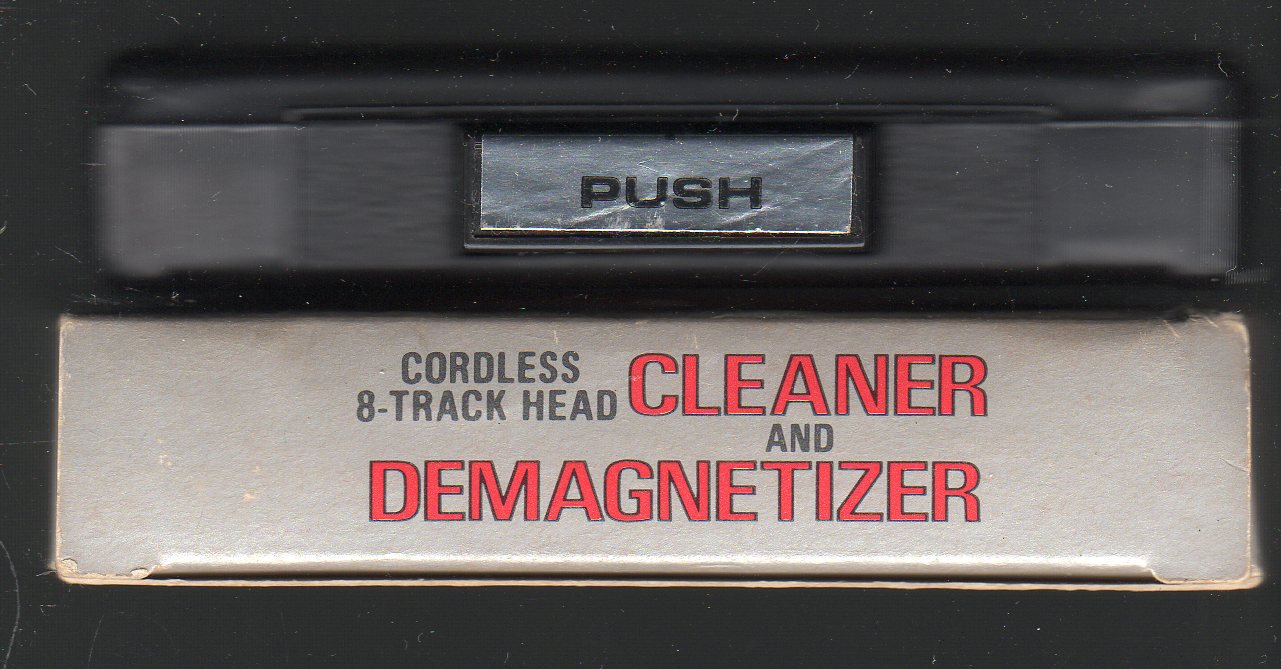 PUSH
CORDLESS
8-TRACK HEAD CLEANER
AND
DEMAGNETIZER